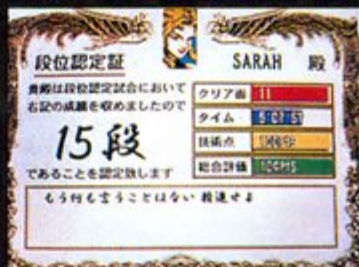 段位認定証
SARAH 殿
貴殿は段位認定試合において
右記の成績を収めましたので
15段
であることを認定致します
クリア面 11
タイム
技術点
総合評価
もう何も言うことはない 精進せよ